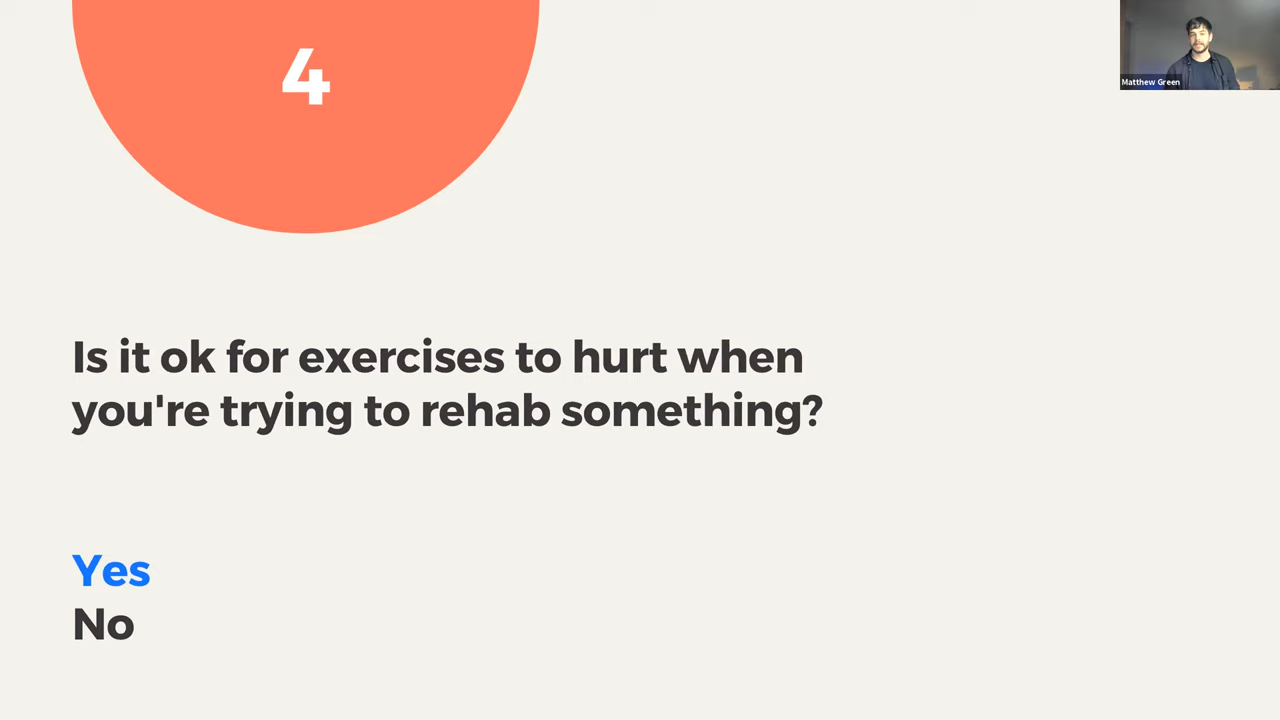 4
Matthew Green
Is it ok for exercises to hurt when
you're trying to rehab something?
Yes
No